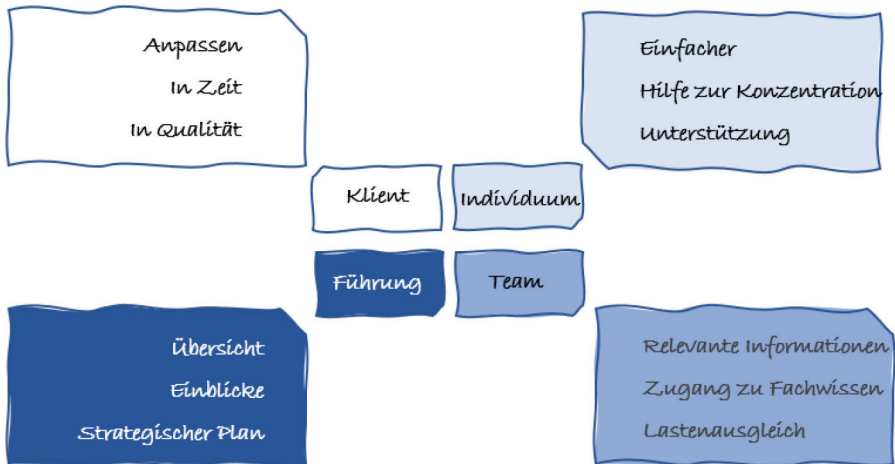 Anpassen
In Zeit
In Qualität
Einfacher
Hilfe zur Konzentration
Unterstützung
Klient
Individuum
Führung
Team
Übersicht
Einblicke
Strategischer Plan
Relevante Informationen
Zugang zu Fachwissen
Lastenausgleich